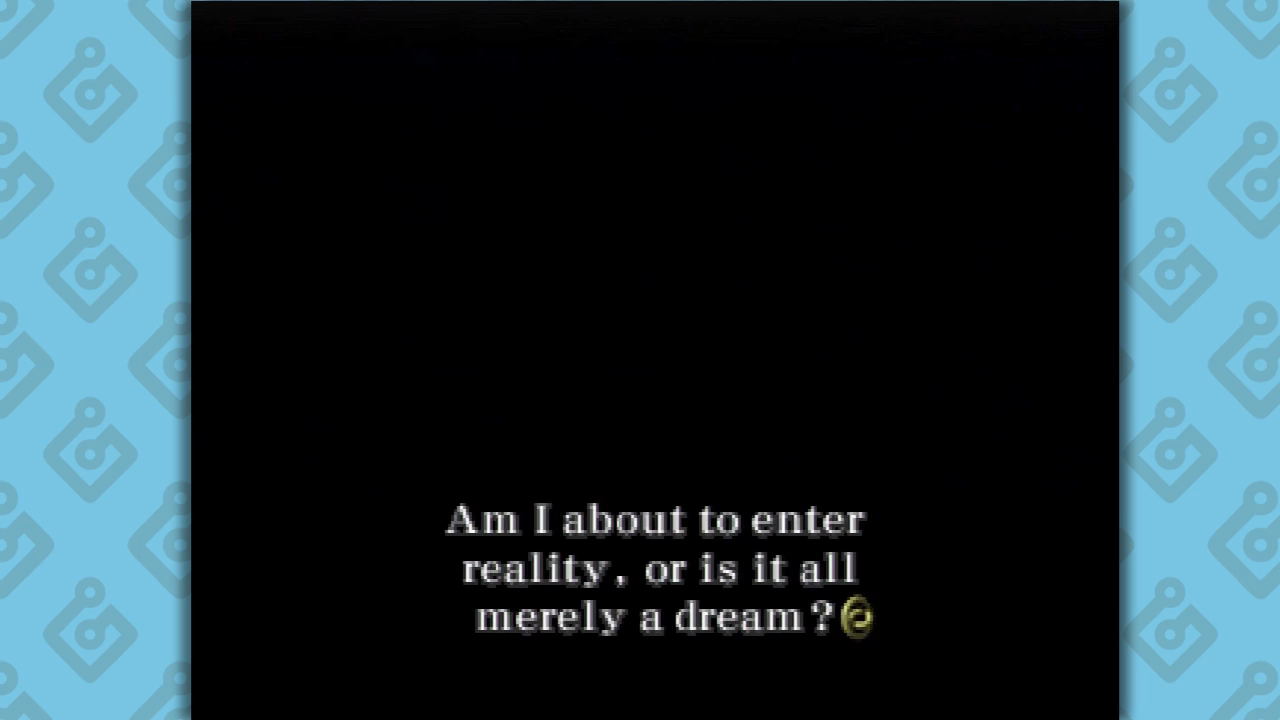 Am I about to enter
reality, or is it all
merely a dream?